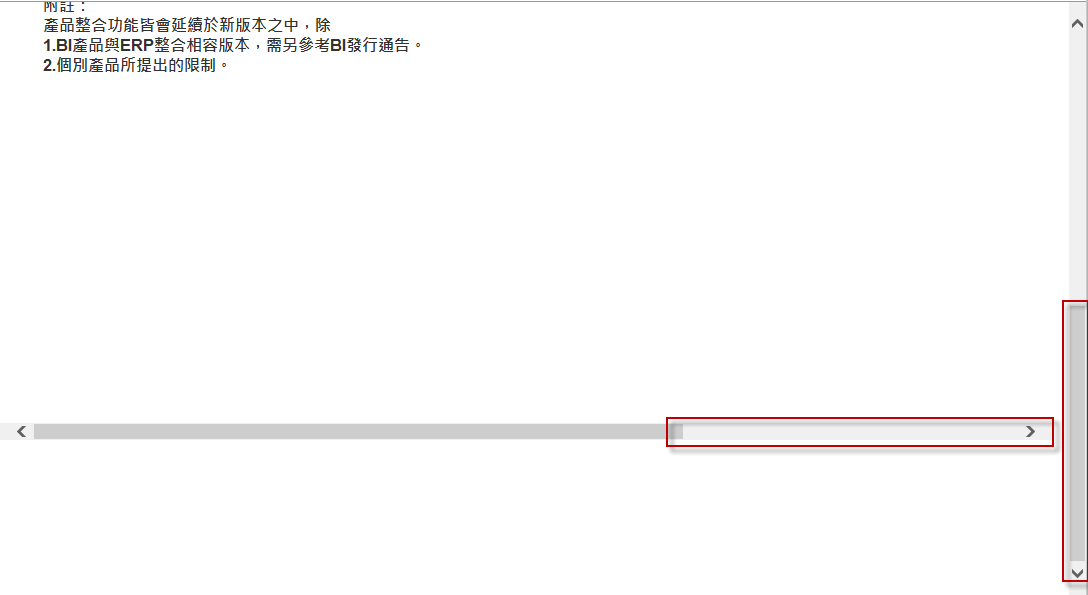 附註：
產品整合功能皆會延續於新版本之中，除
1.BI產品與ERP整合相容版本，需另參考BI發行通告。
2.個別產品所提出的限制。